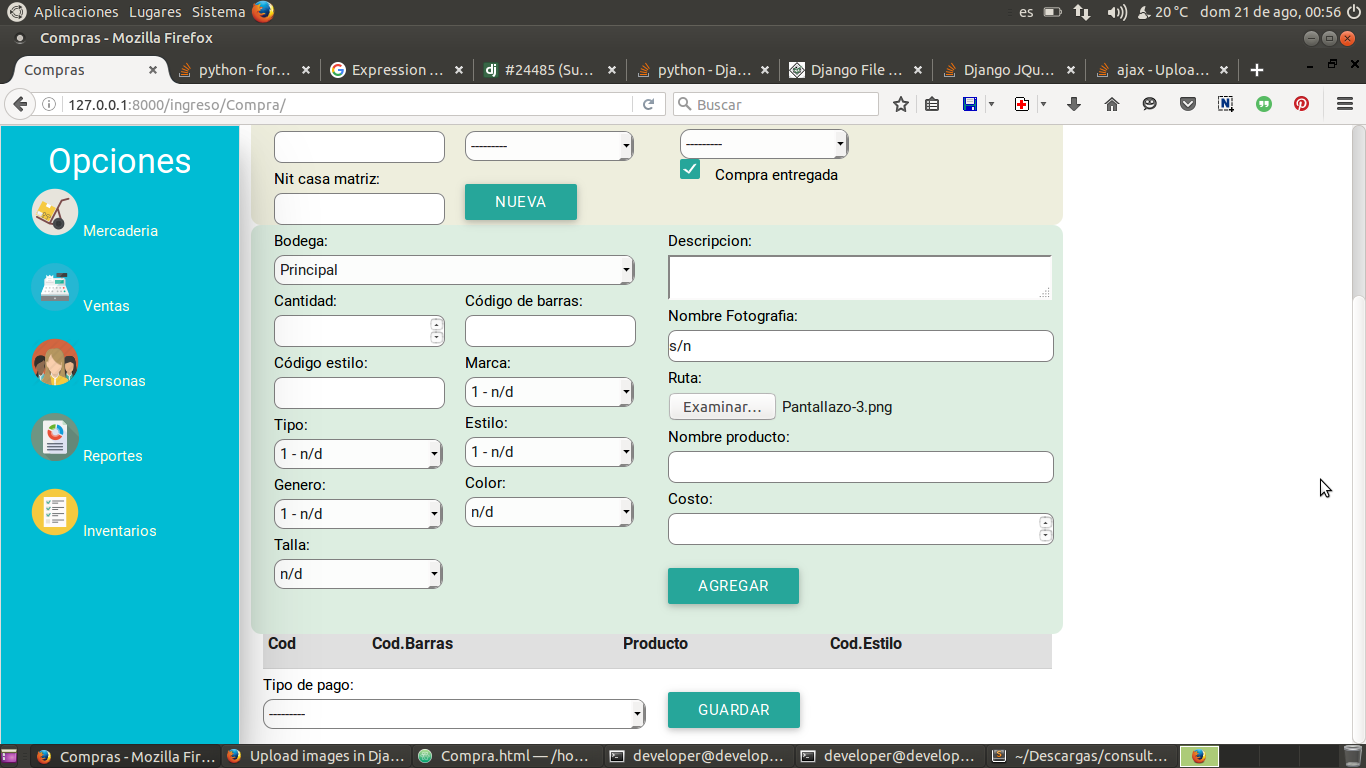 Aplicaciones Lugares Sistema es 20 °C dom 21 de ago, 00:56
Compras - Mozilla Firefox
Compras python - for... Expression ... #24485 (Su... python - Dja... Django File ... Django JQu... ajax - Uploa...
127.0.0.1:8000/ingreso/Compra/ Buscar
Opciones
Mercaderia
Ventas
Personas
Reportes
Inventarios
--------- ---------
Compra entregada
Nit casa matriz:
NUEVA
Bodega:
Principal
Cantidad: Código de barras:
Código estilo: Marca:
1 - n/d
Tipo: Estilo:
1 - n/d 1 - n/d
Genero: Color:
1 - n/d n/d
Talla:
n/d
Descripcion:
Nombre Fotografia:
s/n
Ruta:
Examinar... Pantallazo-3.png
Nombre producto:
Costo:
AGREGAR
Cod Cod.Barras Producto Cod.Estilo
Tipo de pago:
---------
GUARDAR
Compras - Mozilla Fir... Upload images in Dja... Compra.html — /ho... developer@develop... developer@develop... ~/Descargas/consult...